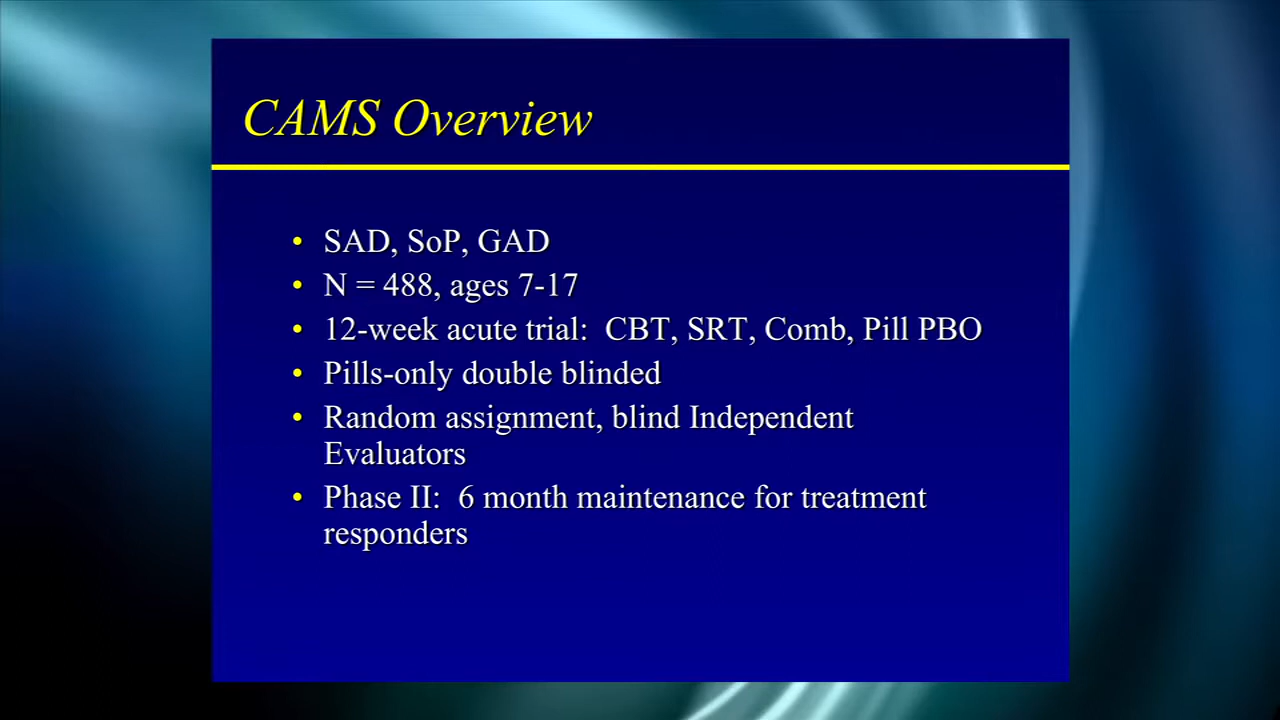 CAMS Overview
• SAD, SoP, GAD
• N = 488, ages 7-17
• 12-week acute trial:  CBT, SRT, Comb, Pill PBO
• Pills-only double blinded
• Random assignment, blind Independent
Evaluators
• Phase II:  6 month maintenance for treatment
responders